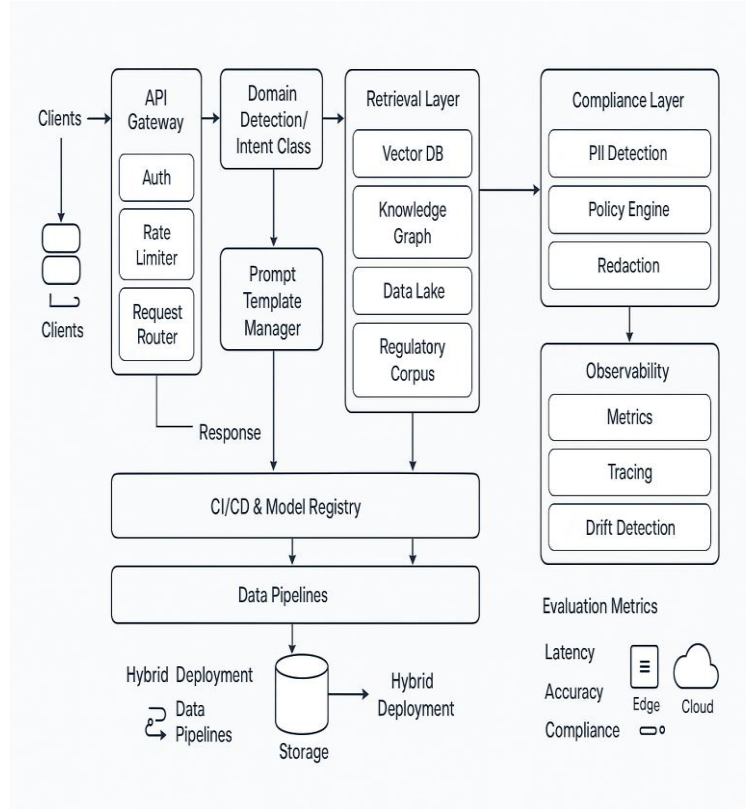 Clients
Clients
API
Gateway
Auth
Rate
Limiter
Request
Router
Response
Domain
Detection/
Intent Class
Prompt
Template
Manager
Retrieval Layer
Vector DB
Knowledge
Graph
Data Lake
Regulatory
Corpus
Compliance Layer
PII Detection
Policy Engine
Redaction
Observability
Metrics
Tracing
Drift Detection
CI/CD & Model Registry
Data Pipelines
Hybrid Deployment
Data
Pipelines
Storage
Hybrid
Deployment
Evaluation Metrics
Latency
Accuracy
Compliance
Edge
Cloud